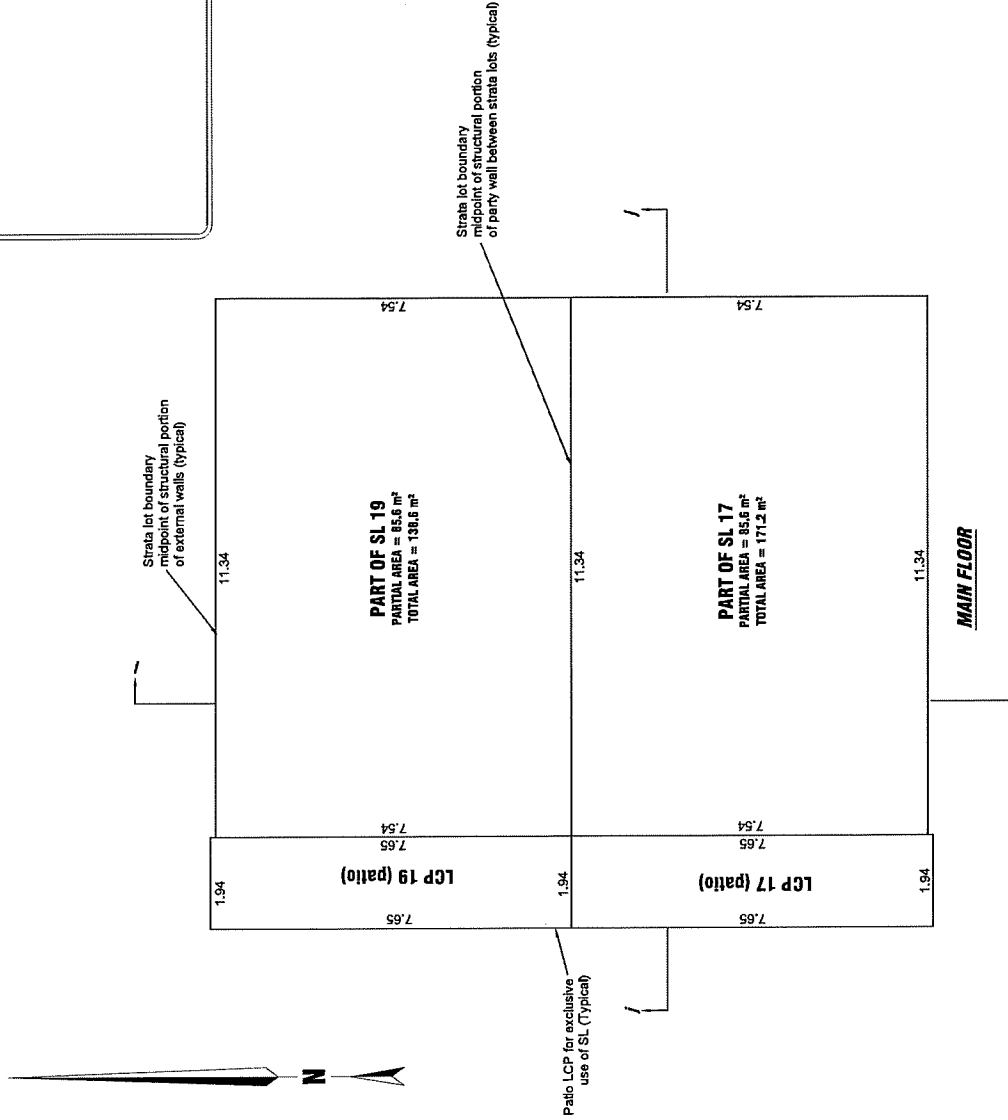 Strata lot boundary
midpoint of structural portion
of party wall between strata lots (typical)
Strata lot boundary
midpoint of structural portion
of external walls (typical)
11.34
7.54
7.54
PART OF SL 19
PARTIAL AREA = 85.6 m²
TOTAL AREA = 138.6 m²
7.54
7.65
1.94
LCP 19 (patio)
7.65
1.94
11.34
7.54
PART OF SL 17
PARTIAL AREA = 85.6 m²
TOTAL AREA = 171.2 m²
7.65
LCP 17 (patio)
7.65
1.94
11.34
MAIN FLOOR
Patio LCP for exclusive
use of SL (Typical)
N